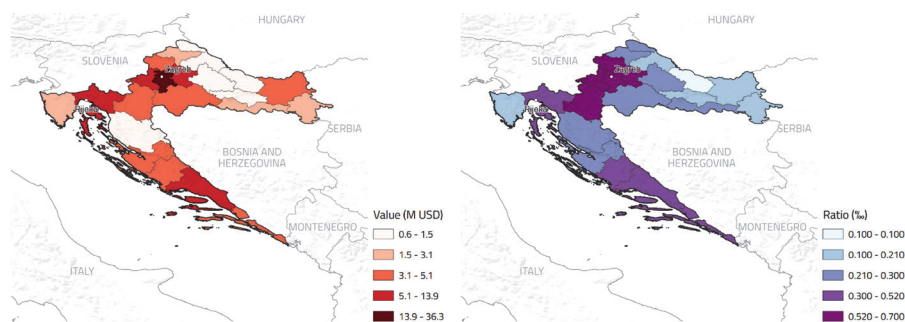 HUNGARY
SLOVENIA
Zagreb
Rijeka
SERBIA
BOSNIA AND
HERZEGOVINA
MONTENEGRO
ITALY
Value (M USD)
0.6 - 1.5
1.5 - 3.1
3.1 - 5.1
5.1 - 13.9
13.9 - 36.3
HUNGARY
SLOVENIA
Zagreb
Rijeka
SERBIA
BOSNIA AND
HERZEGOVINA
MONTENEGRO
ITALY
Ratio (‰)
0.100 - 0.100
0.100 - 0.210
0.210 - 0.300
0.300 - 0.520
0.520 - 0.700